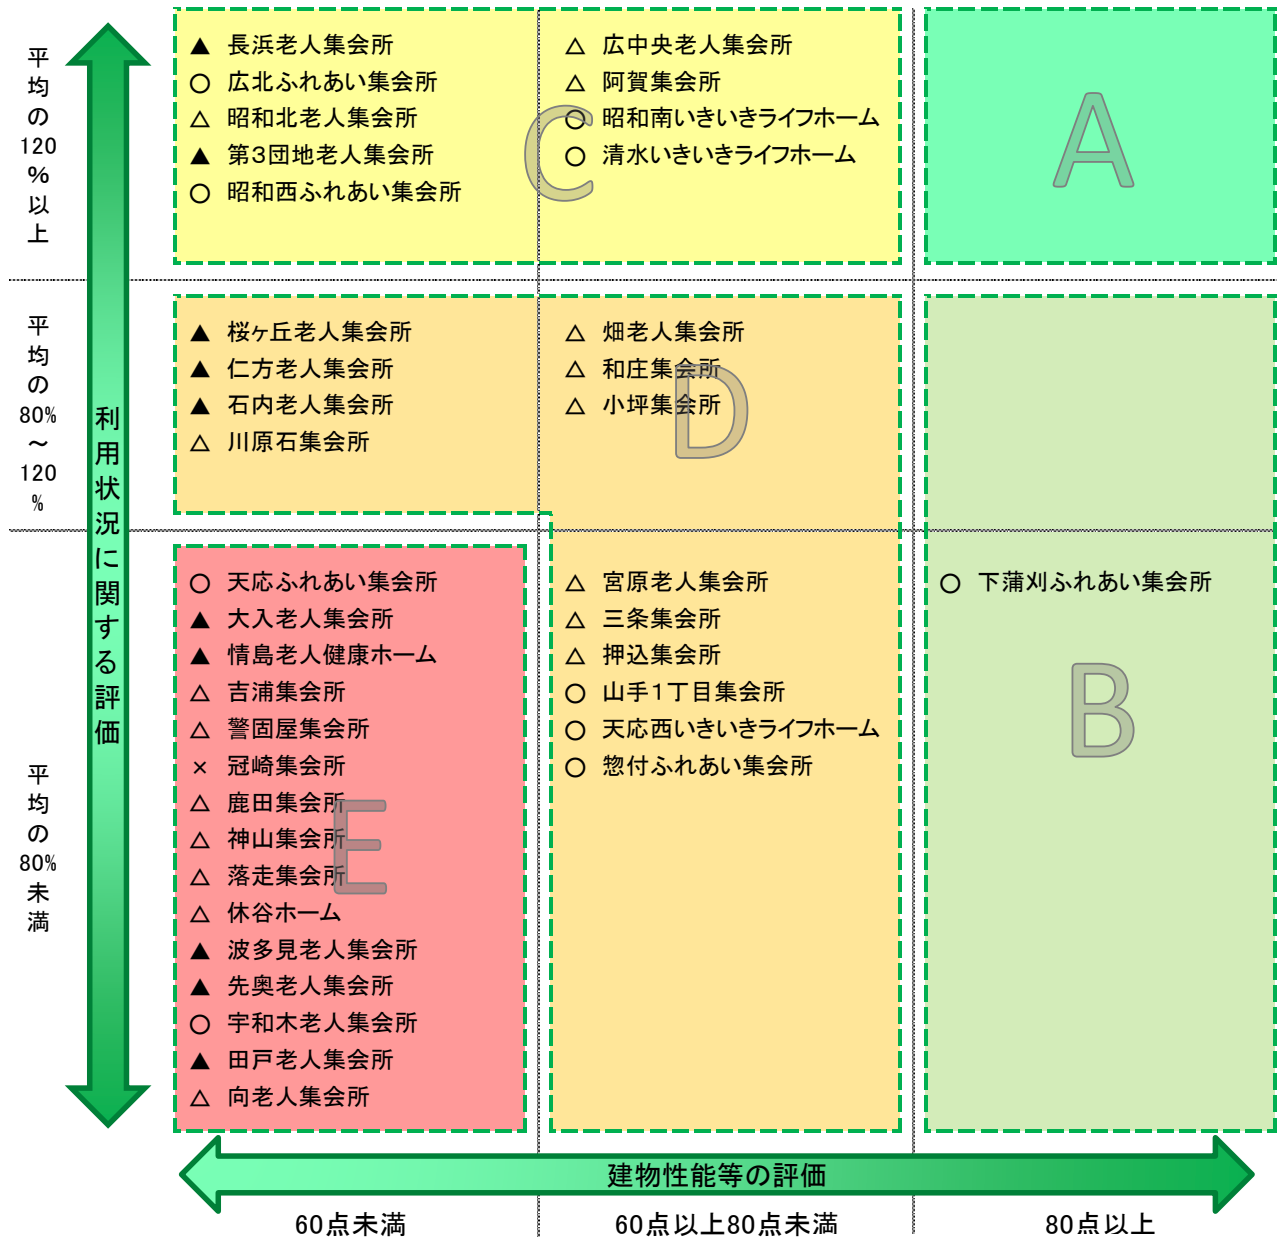 平均の120％以上
▲ 長浜老人集会所
○ 広北ふれあい集会所
△ 昭和北老人集会所
▲ 第3団地老人集会所
○ 昭和西ふれあい集会所
△ 広中央老人集会所
△ 阿賀集会所
○ 昭和南いきいきライフホーム
○ 清水いきいきライフホーム
C
A
平均の80％～120％
▲ 桜ヶ丘老人集会所
▲ 仁方老人集会所
▲ 石内老人集会所
△ 川原石集会所
△ 畑老人集会所
△ 和庄集会所
△ 小坪集会所
D
利用状況に関する評価
平均の80％未満
○ 天応ふれあい集会所
▲ 大入老人集会所
▲ 情島老人健康ホーム
△ 吉浦集会所
△ 警固屋集会所
× 冠崎集会所
△ 鹿田集会所
△ 神山集会所
△ 落走集会所
△ 休谷ホーム
▲ 波多見老人集会所
▲ 先奥老人集会所
○ 宇和木老人集会所
▲ 田戸老人集会所
△ 向老人集会所
E
△ 宮原老人集会所
△ 三条集会所
△ 押込集会所
○ 山手1丁目集会所
○ 天応西いきいきライフホーム
○ 惣付ふれあい集会所
○ 下蒲刈ふれあい集会所
B
建物性能等の評価
60点未満
60点以上80点未満
80点以上